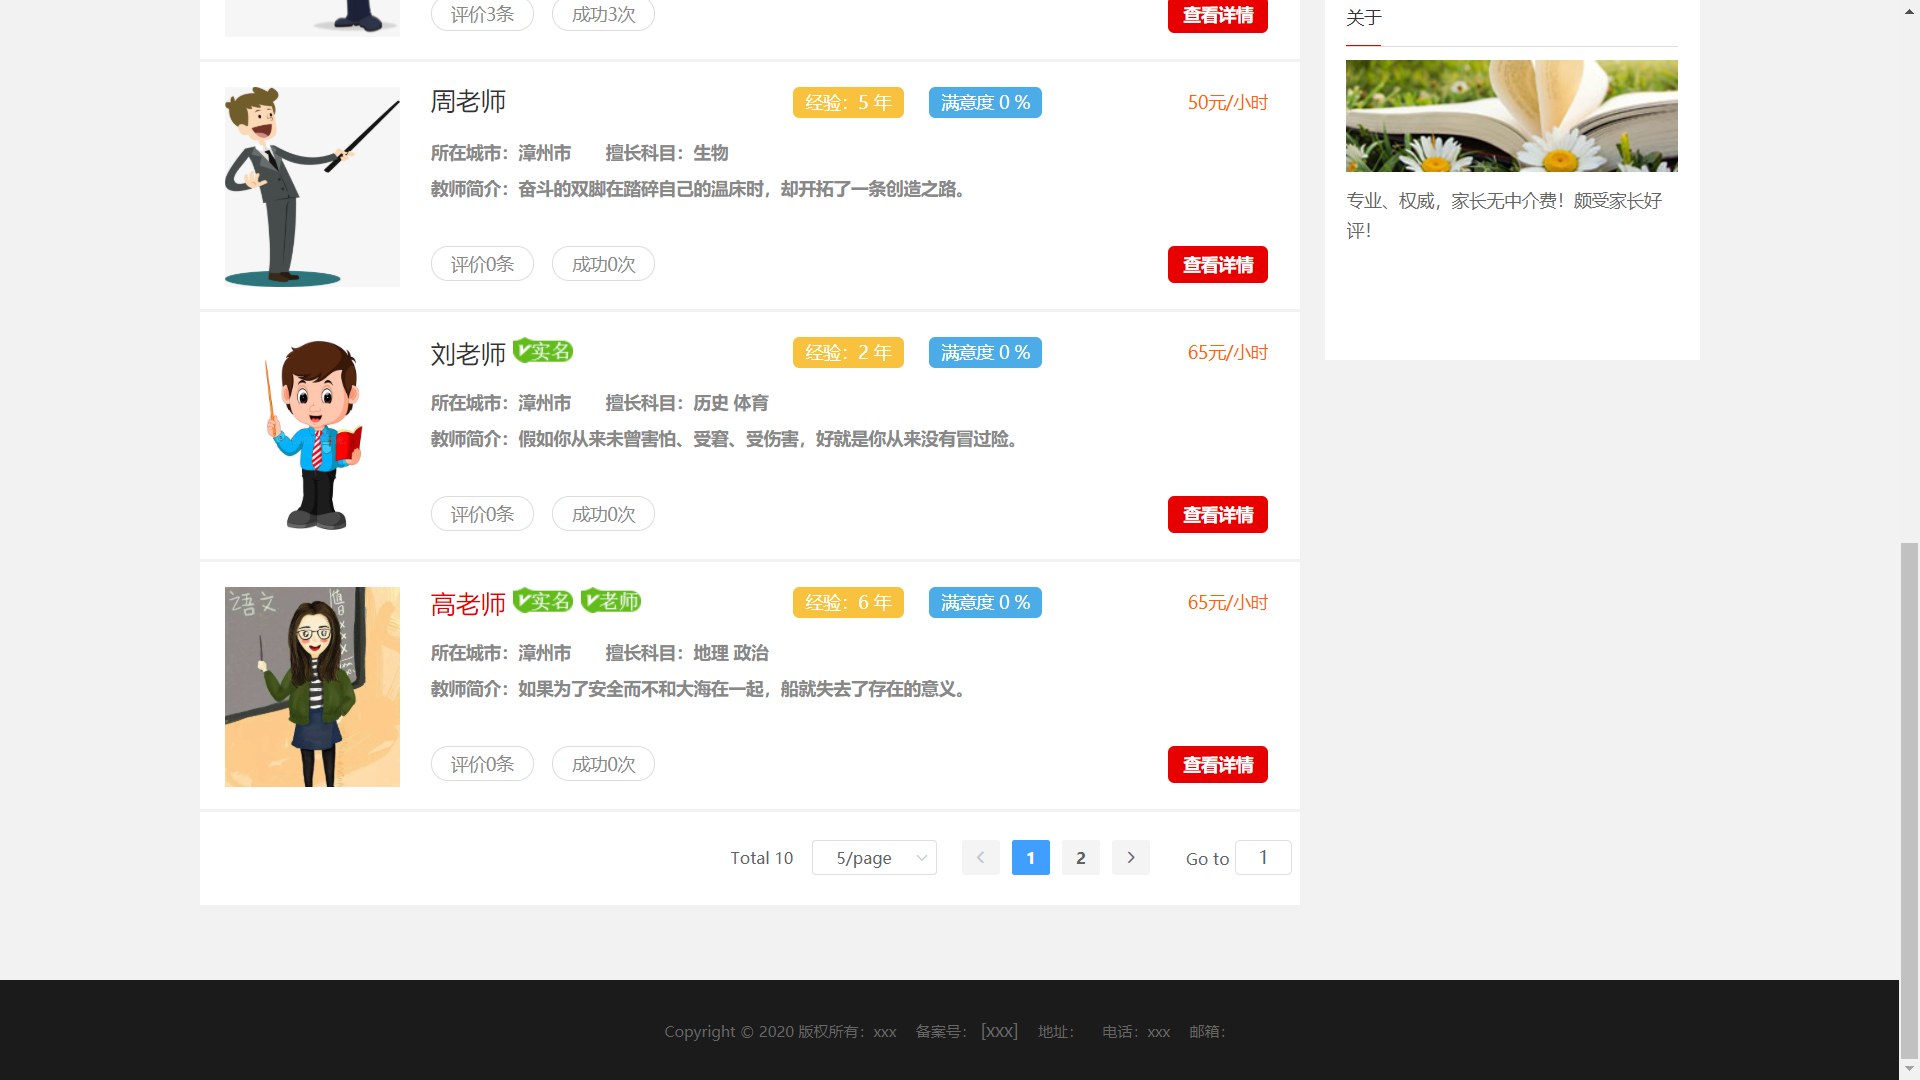 评价3条 成功3次 查看详情
周老师 经验：5 年 满意度 0 % 50元/小时
所在城市：漳州市 擅长科目：生物
教师简介：奋斗的双脚在踏碎自己的温床时，却开拓了一条创造之路。
评价0条 成功0次 查看详情
刘老师 实名 经验：2 年 满意度 0 % 65元/小时
所在城市：漳州市 擅长科目：历史 体育
教师简介：假如你从来未曾害怕、受窘、受伤害，好就是你从来没有冒过险。
评价0条 成功0次 查看详情
语文
高老师 实名 老师 经验：6 年 满意度 0 % 65元/小时
所在城市：漳州市 擅长科目：地理 政治
教师简介：如果为了安全而不和大海在一起，船就失去了存在的意义。
评价0条 成功0次 查看详情
Total 10 5/page 1 2 Go to 1
关于
专业、权威，家长无中介费！颇受家长好
评！
Copyright © 2020 版权所有：xxx 备案号： [xxx] 地址： 电话：xxx 邮箱：